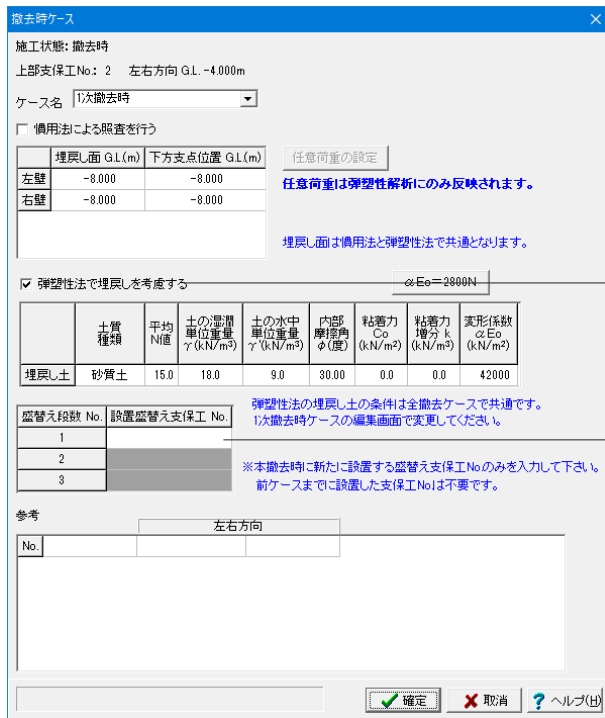 撤去時ケース
施工状態: 撤去時
上部支保工No.: 2 左右方向 G.L. -4.000m
ケース名 1次撤去時
慣用法による照査を行う
埋戻し面 G.L(m) 下方支点位置 G.L(m)
左壁 -8.000 -8.000
右壁 -8.000 -8.000
任意荷重の設定
任意荷重は弾塑性解析にのみ反映されます。
埋戻し面は慣用法と弾塑性法で共通となります。
弾塑性法で埋戻しを考慮する
αEo=2800N
土質種類 平均N値 土の湿潤単位重量γ(kN/m³) 土の水中単位重量γ'(kN/m³) 内部摩擦角φ(度) 粘着力Co(kN/m²) 粘着力増分 k(kN/m³) 変形係数αEo(kN/m²)
埋戻し土 砂質土 15.0 18.0 9.0 30.00 0.0 0.0 42000
盛替え段数 No. 設置盛替え支保工 No.
1
2
3
弾塑性法の埋戻し土の条件は全撤去ケースで共通です。
1次撤去時ケースの編集画面で変更してください。
※本撤去時に新たに設置する盛替え支保工Noのみを入力して下さい。
前ケースまでに設置した支保工Noは不要です。
参考
左右方向
No.
確定 取消 ヘルプ(H)